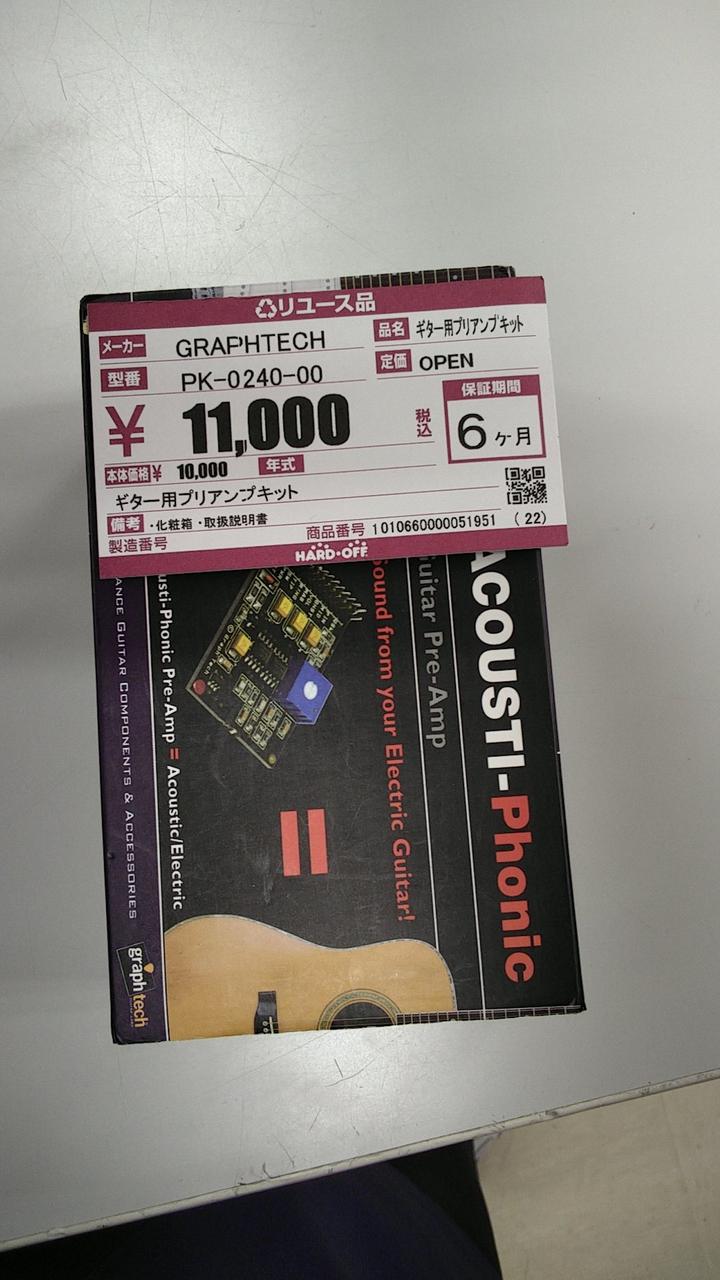 リユース品
メーカー GRAPHTECH
品名 ギター用プリアンプキット
型番 PK-0240-00
定価 OPEN
¥ 11,000 税込
保証期間
6ヶ月
本体価格¥ 10,000 年式
ギター用プリアンプキット
備考 ・化粧箱・取扱説明書
製造番号
商品番号 1010660000051951 (22)
HARD・OFF
ACOUSTI-Phonic
Guitar Pre-Amp
Sound from your Electric Guitar!
usti-Phonic Pre-Amp = Acoustic/Electric
ANCE GUITAR COMPONENTS & ACCESSORIES
graph tech